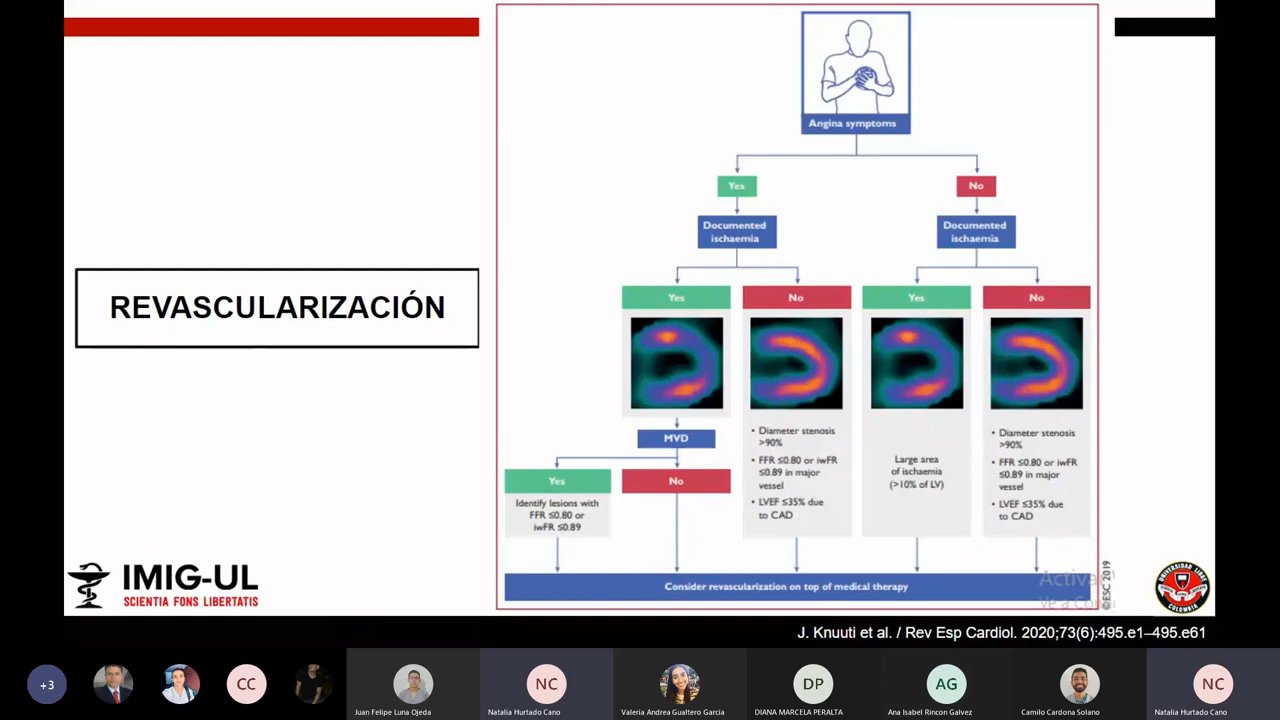 Angina symptoms
Yes
No
Documented
ischaemia
Documented
ischaemia
REVASCULARIZACIÓN
Yes
No
Yes
No
MVD
Yes
No
Identify lesions with
FFR ≤0.80 or
iwFR ≤0.89
• Diameter stenosis
>90%
• FFR ≤0.80 or iwFR
≤0.89 in major
vessel
• LVEF ≤35% due
to CAD
Large area
of ischaemia
(>10% of LV)
• Diameter stenosis
>90%
• FFR ≤0.80 or iwFR
≤0.89 in major
vessel
• LVEF ≤35% due
to CAD
Consider revascularization on top of medical therapy
©ESC 2019
IMIG-UL
SCIENTIA FONS LIBERTATIS
UNIVERSIDAD LIBRE
COLOMBIA
J. Knuuti et al. / Rev Esp Cardiol. 2020;73(6):495.e1–495.e61
+3
CC
Juan Felipe Luna Ojeda
NC
Natalia Hurtado Cano
Valeria Andrea Gualtero Garcia
DP
DIANA MARCELA PERALTA
AG
Ana Isabel Rincon Galvez
Camilo Cardona Solano
NC
Natalia Hurtado Cano